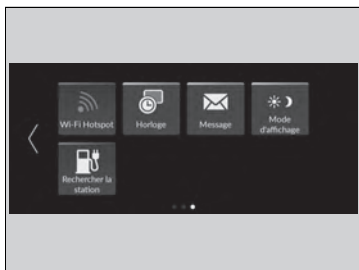 Wi-Fi Hotspot
Horloge
Message
Mode
d'affichage
Rechercher la
station